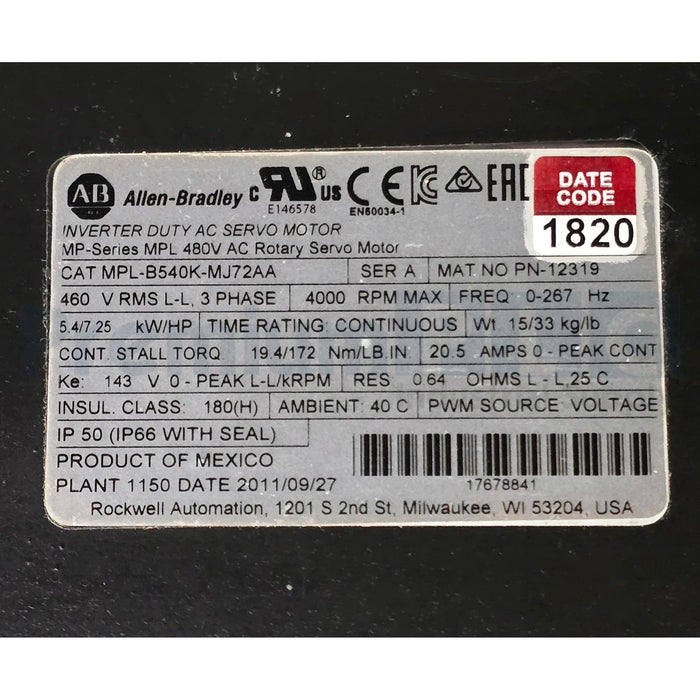 AB Allen-Bradley c RU® US CE KC EAC
E146578 EN60034-1
DATE CODE
1820
INVERTER DUTY AC SERVO MOTOR
MP-Series MPL 480V AC Rotary Servo Motor
CAT MPL-B540K-MJ72AA SER A MAT NO PN-12319
460 V RMS L-L, 3 PHASE 4000 RPM MAX FREQ 0-267 Hz
5.4/7.25 kW/HP TIME RATING: CONTINUOUS Wt 15/33 kg/lb
CONT. STALL TORQ 19.4/172 Nm/LB.IN. 20.5 AMPS 0 - PEAK CONT
Ke: 143 V 0 - PEAK L-L/kRPM RES 0.64 OHMS L - L,25 C
INSUL. CLASS: 180(H) AMBIENT: 40 C PWM SOURCE: VOLTAGE
IP 50 (IP66 WITH SEAL)
PRODUCT OF MEXICO
PLANT 1150 DATE 2011/09/27 17678841
Rockwell Automation, 1201 S 2nd St, Milwaukee, WI 53204, USA